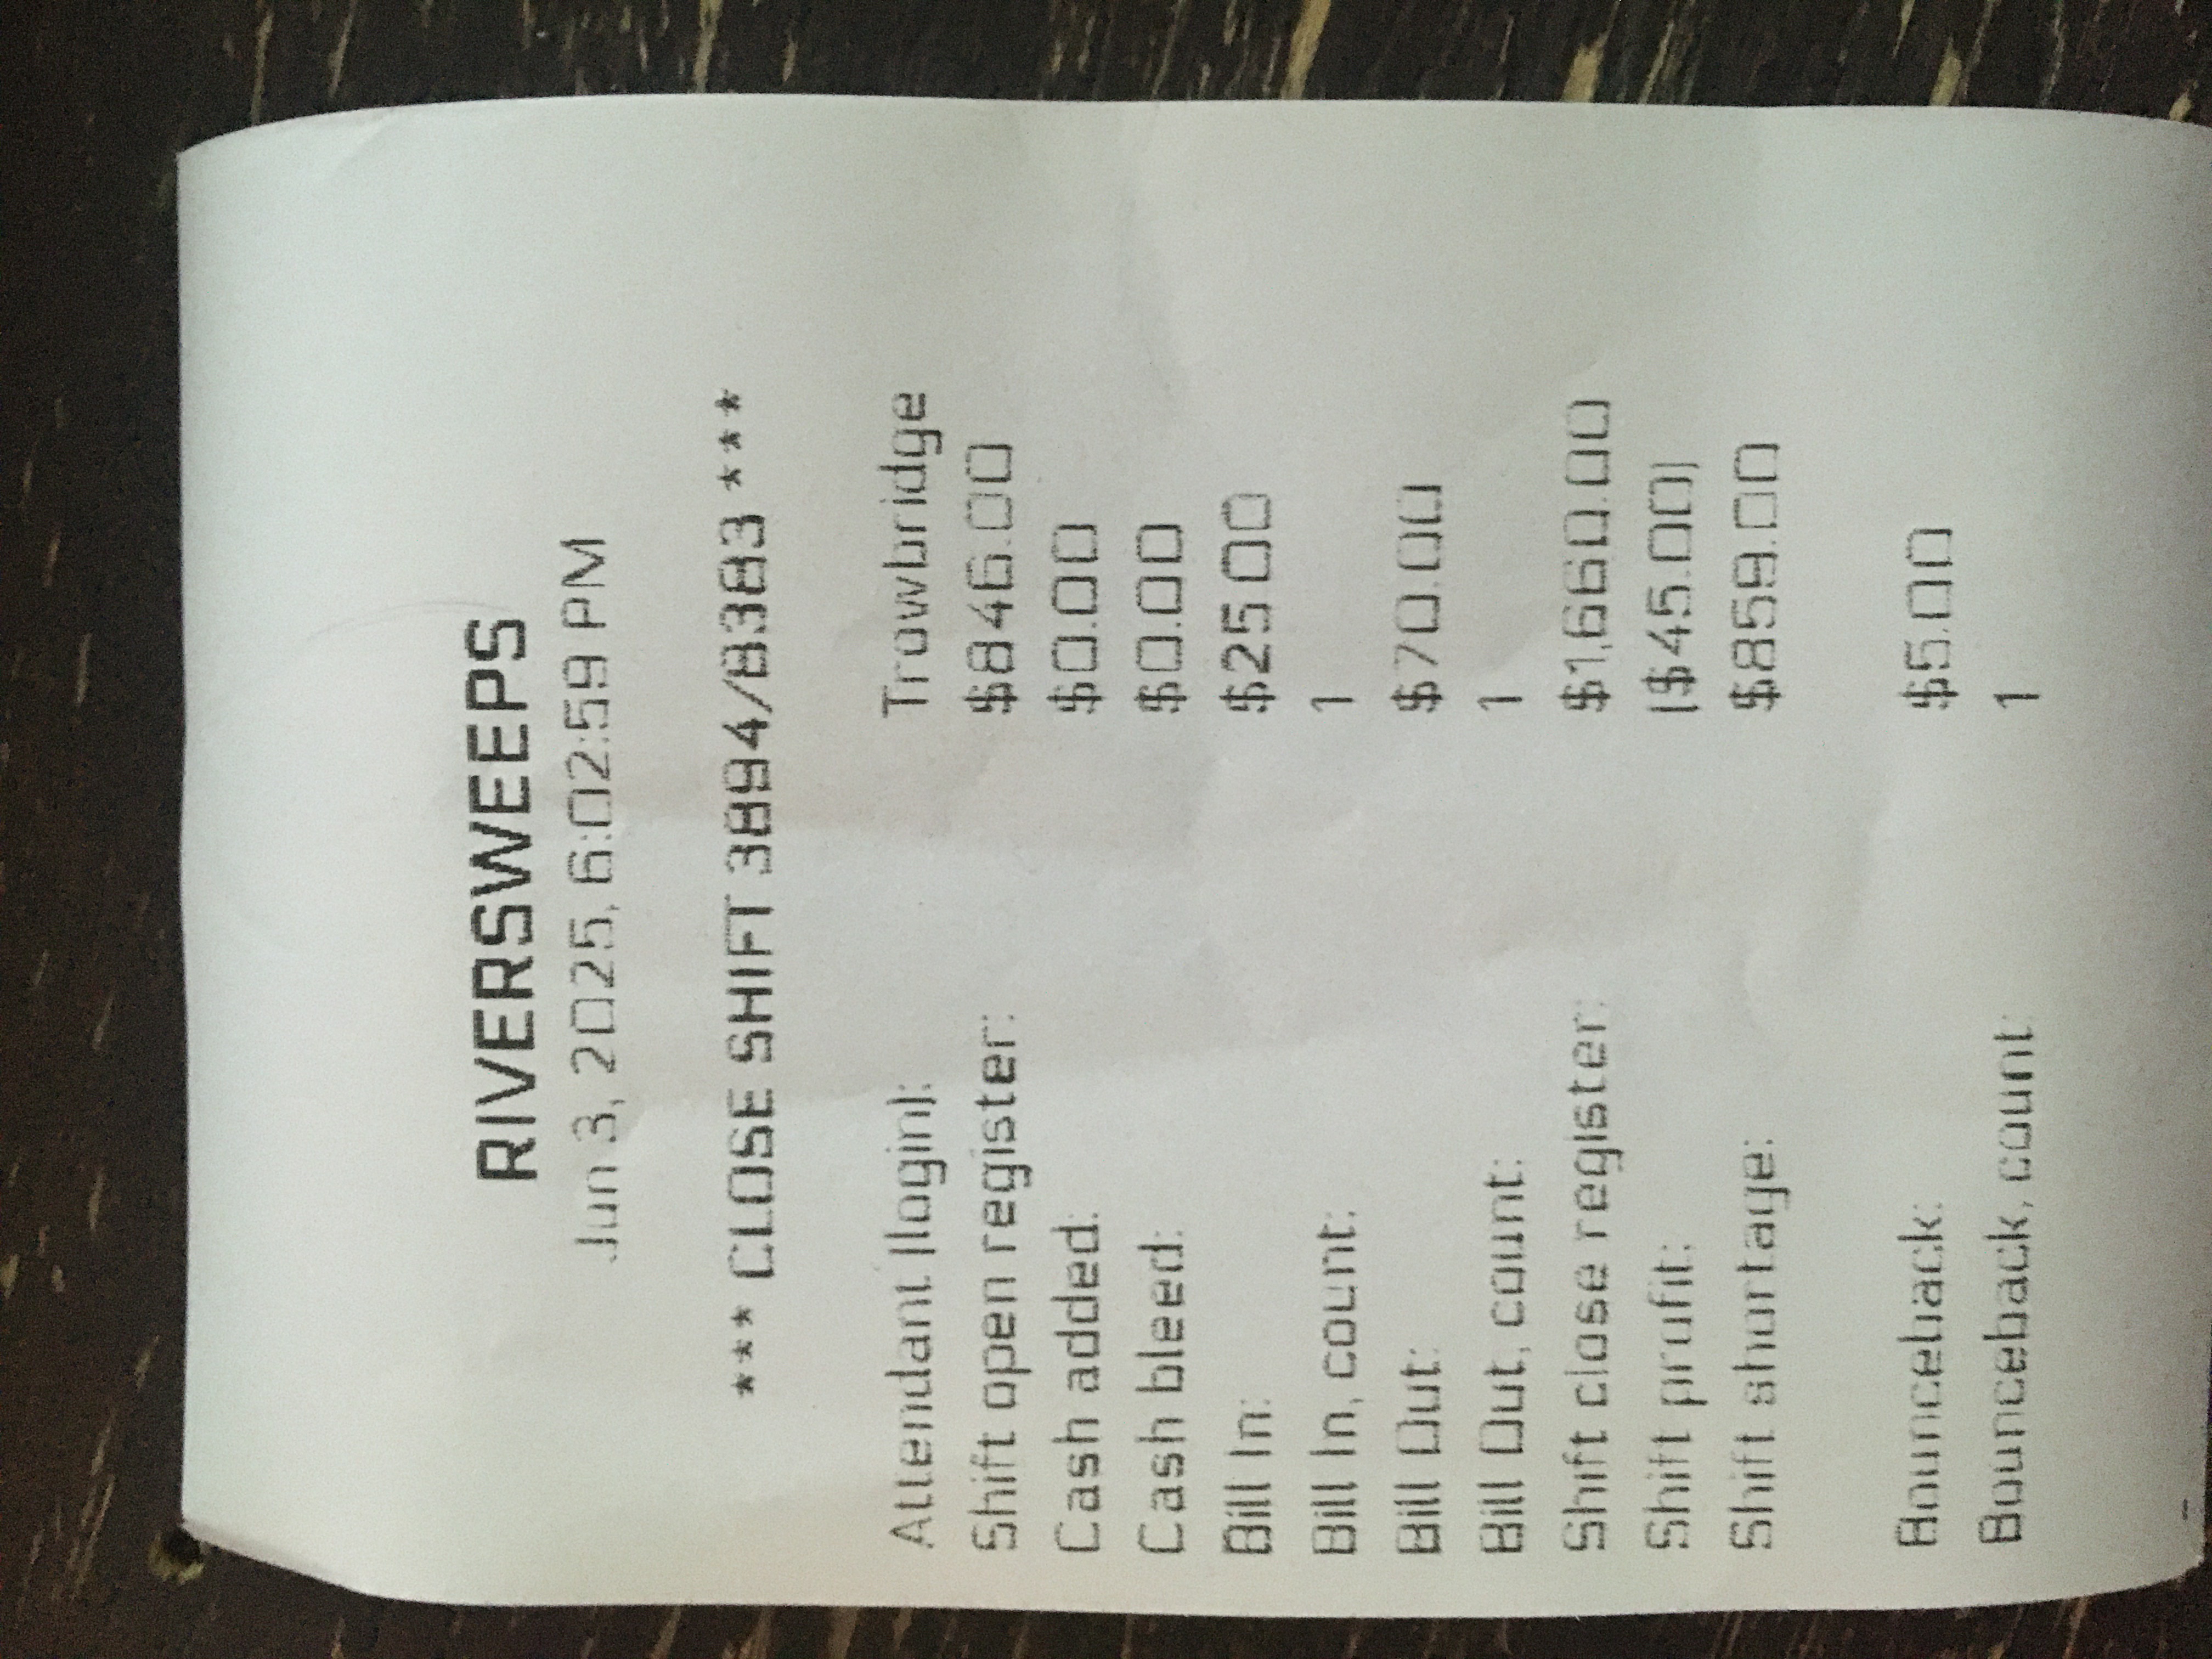 RIVERSWEEPS
Jun 3, 2025, 6:02:59 PM
*** CLOSE SHIFT 3894/8383 ***
Attendant (login): Trowbridge
Shift open register: $846.00
Cash added: $0.00
Cash bleed: $0.00
Bill In: $25.00
Bill In, count: 1
Bill Out: $70.00
Bill Out, count: 1
Shift close register: $1,660.00
Shift profit: ($45.00)
Shift shortage: $859.00
Bounceback: $5.00
Bounceback, count: 1